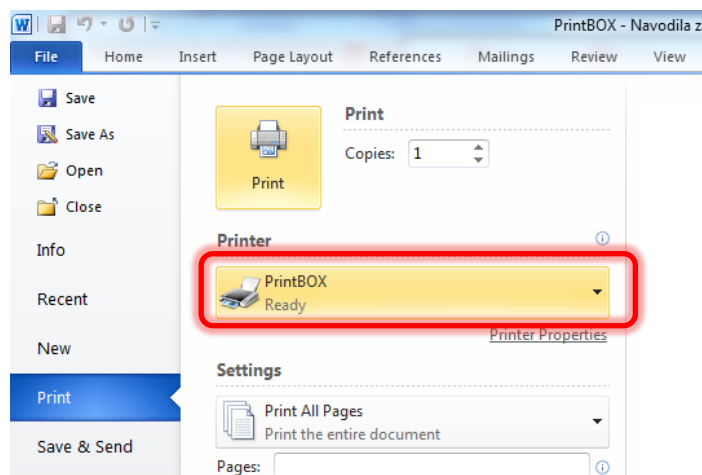 PrintBOX - Navodila z
File Home Insert Page Layout References Mailings Review View
Save
Save As
Open
Close
Info
Recent
New
Print
Save & Send
Print
Print
Copies: 1
Printer
PrintBOX
Ready
Printer Properties
Settings
Print All Pages
Print the entire document
Pages: